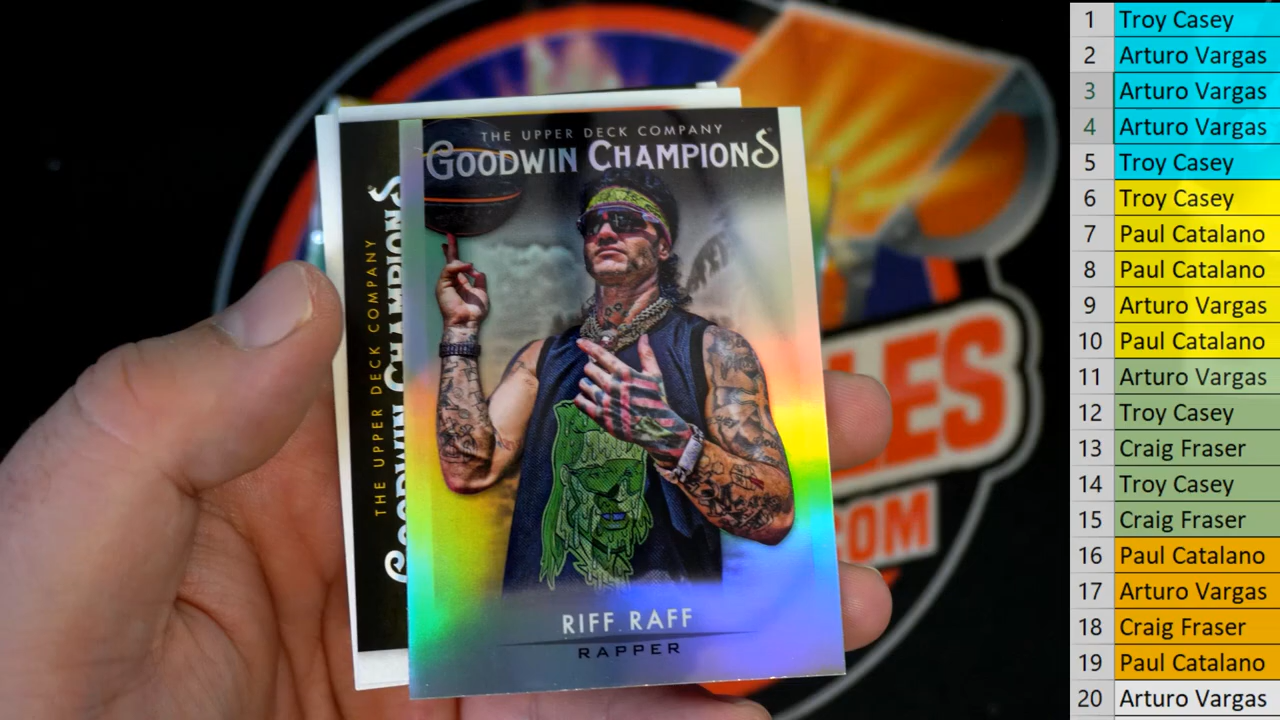 THE UPPER DECK COMPANY
GOODWIN CHAMPIONS
THE UPPER DECK COMPANY
GOODWIN CHAMPIONS
RIFF RAFF
RAPPER
.COM
1 Troy Casey
2 Arturo Vargas
3 Arturo Vargas
4 Arturo Vargas
5 Troy Casey
6 Troy Casey
7 Paul Catalano
8 Paul Catalano
9 Arturo Vargas
10 Paul Catalano
11 Arturo Vargas
12 Troy Casey
13 Craig Fraser
14 Troy Casey
15 Craig Fraser
16 Paul Catalano
17 Arturo Vargas
18 Craig Fraser
19 Paul Catalano
20 Arturo Vargas